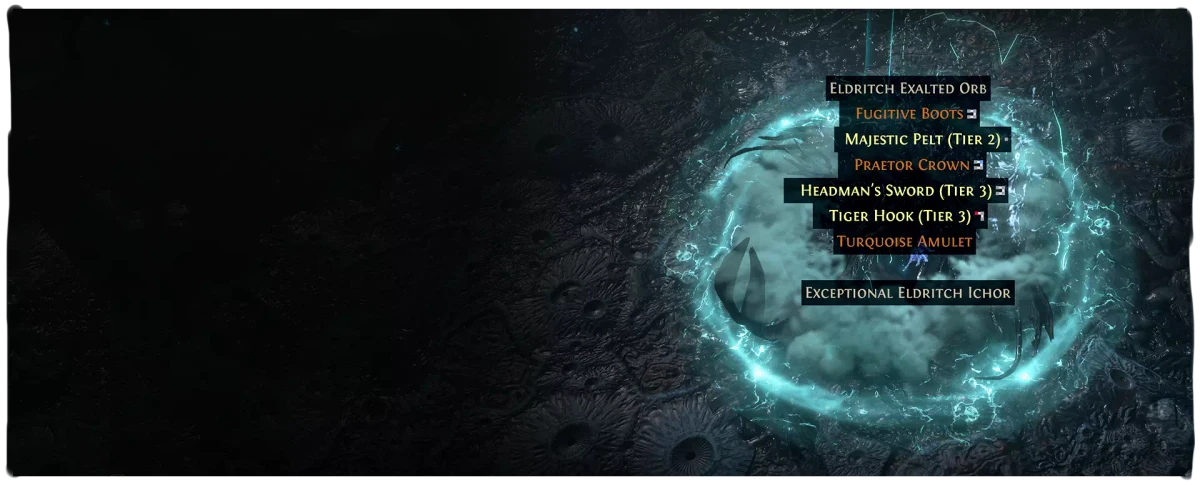 Eldritch Exalted Orb
Fugitive Boots
Majestic Pelt (Tier 2)
Praetor Crown
Headman's Sword (Tier 3)
Tiger Hook (Tier 3)
Turquoise Amulet
Exceptional Eldritch Ichor